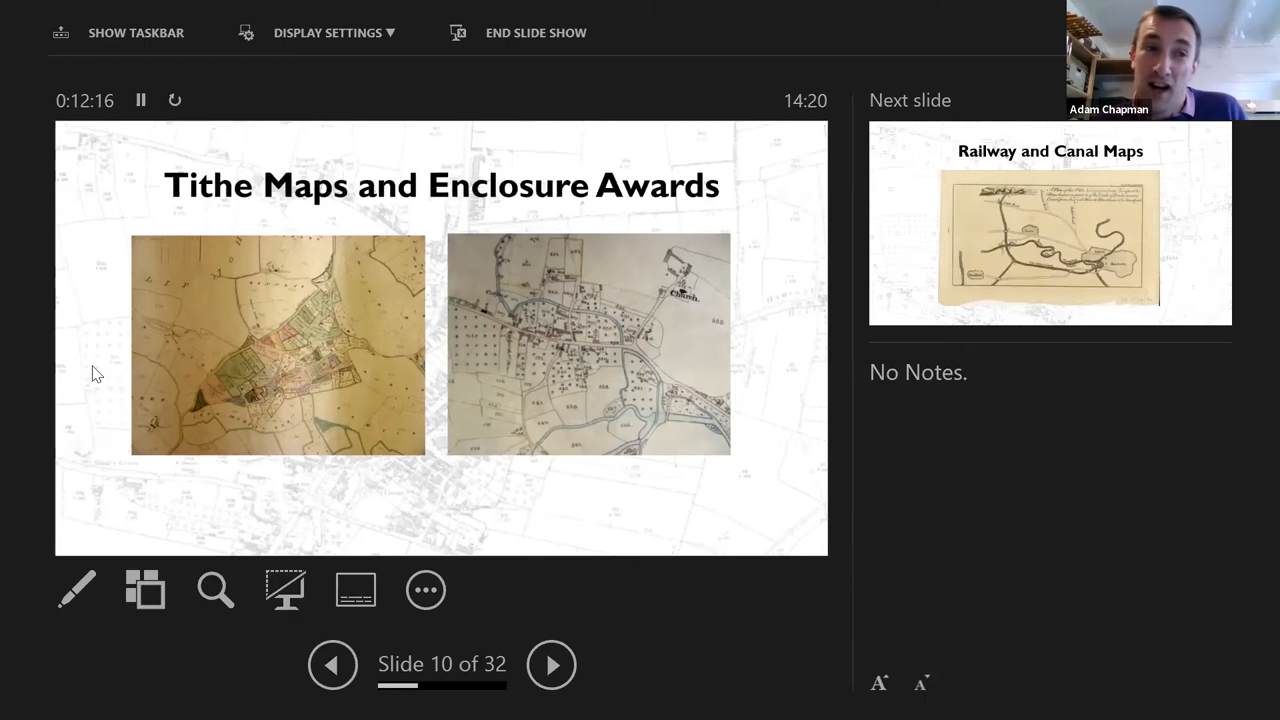 SHOW TASKBAR
DISPLAY SETTINGS ▼
END SLIDE SHOW
Adam Chapman
0:12:16
14:20
Next slide
Tithe Maps and Enclosure Awards
Church.
Railway and Canal Maps
No Notes.
Slide 10 of 32
A
A